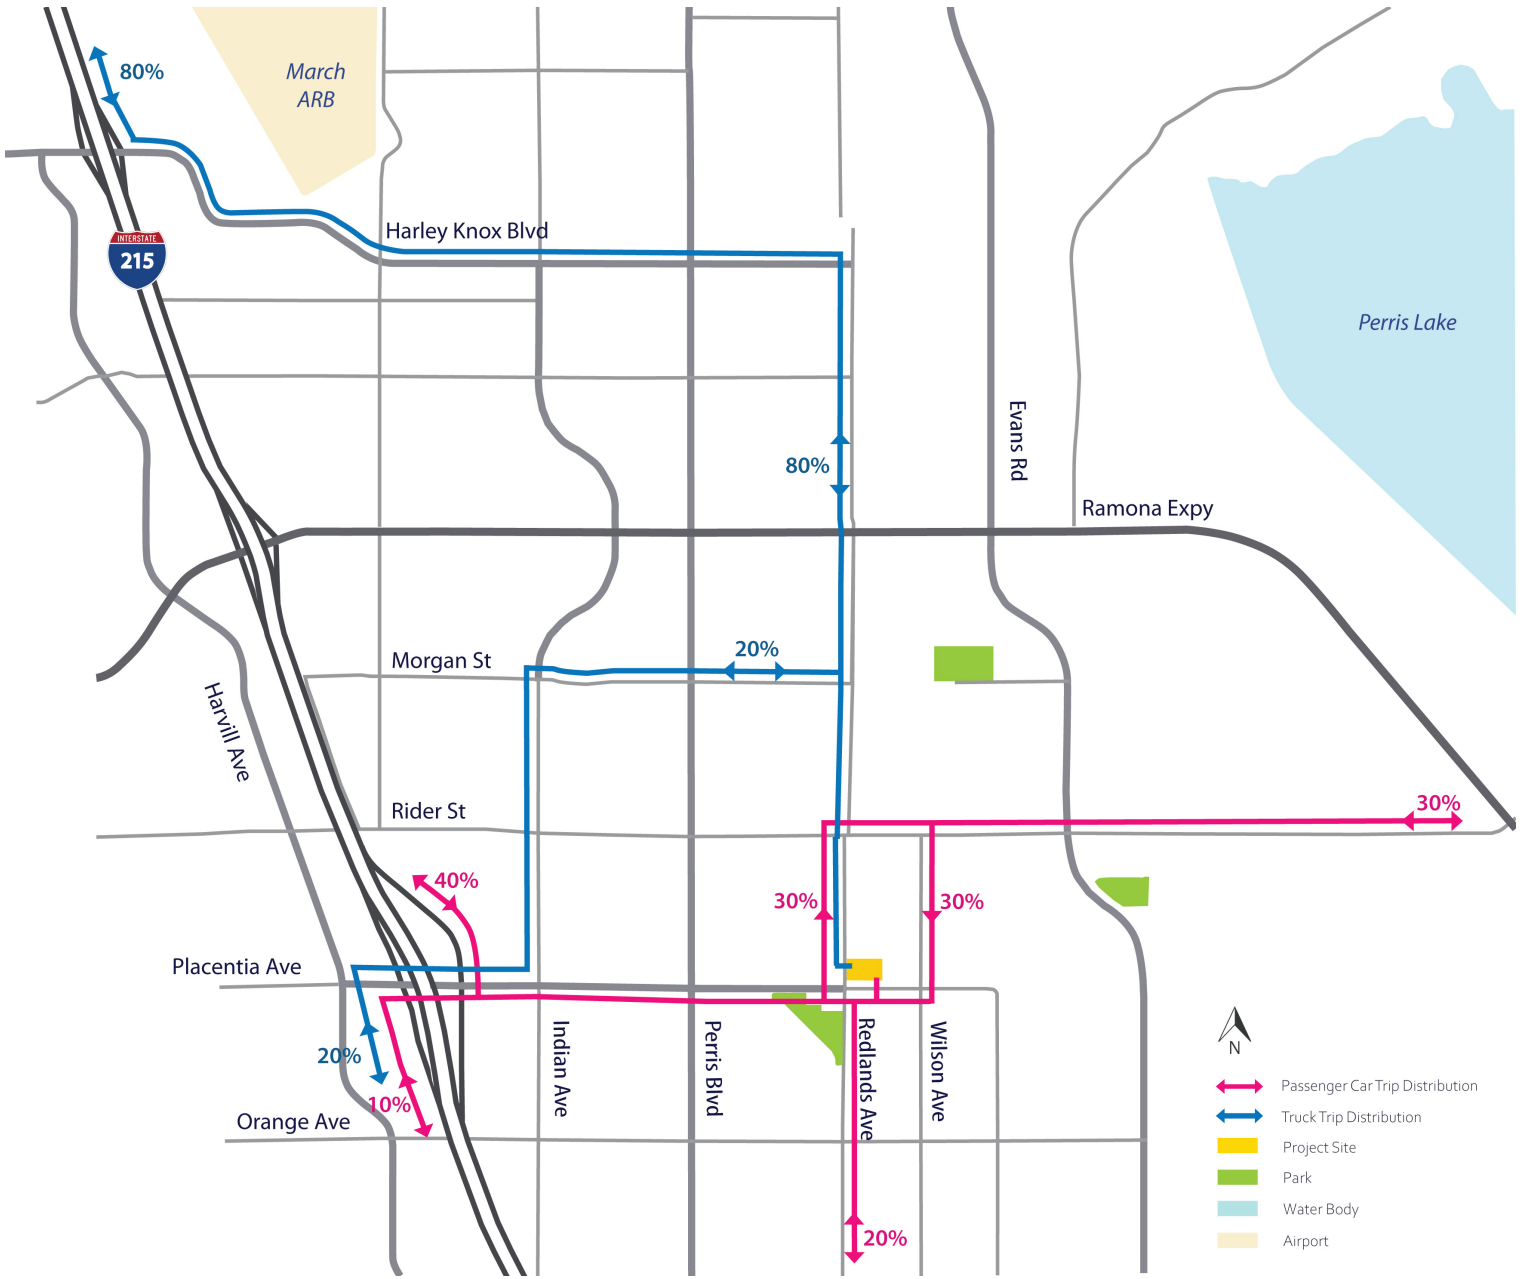 80%
March
ARB
Harley Knox Blvd
INTERSTATE
215
Perris Lake
Evans Rd
80%
Ramona Expy
20%
Morgan St
Harvill Ave
Rider St
30%
40%
30%
30%
Placentia Ave
Indian Ave
Perris Blvd
Redlands Ave
Wilson Ave
20%
10%
Orange Ave
20%
N
Passenger Car Trip Distribution
Truck Trip Distribution
Project Site
Park
Water Body
Airport